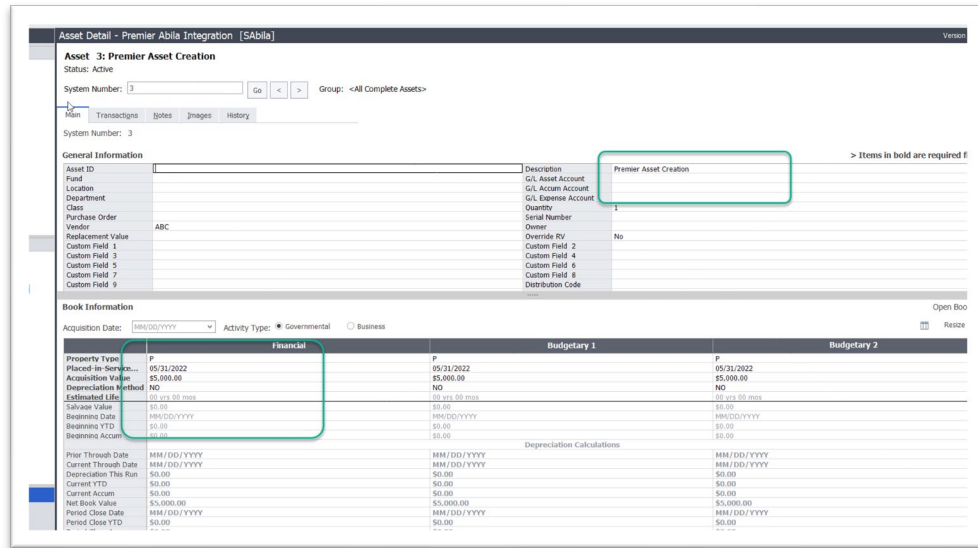 Asset Detail - Premier Abila Integration [SAbila] Version
Asset 3: Premier Asset Creation
Status: Active
System Number: 3 Go < > Group: <All Complete Assets>
Main Transactions Notes Images History
System Number: 3
General Information > Items in bold are required fi
Asset ID Description Premier Asset Creation
Fund G/L Asset Account
Location G/L Accum Account
Department G/L Expense Account
Class Quantity 1
Purchase Order Serial Number
Vendor ABC Owner
Replacement Value Override RV No
Custom Field 1 Custom Field 2
Custom Field 3 Custom Field 4
Custom Field 5 Custom Field 6
Custom Field 7 Custom Field 8
Custom Field 9 Distribution Code
Book Information Open Boo
Acquisition Date: MM/DD/YYYY Activity Type: Governmental Business Resize
Financial Budgetary 1 Budgetary 2
Property Type P P P
Placed-in-Service... 05/31/2022 05/31/2022 05/31/2022
Acquisition Value $5,000.00 $5,000.00 $5,000.00
Depreciation Method NO NO NO
Estimated Life 00 yrs 00 mos 00 yrs 00 mos 00 yrs 00 mos
Salvage Value $0.00 $0.00 $0.00
Beginning Date MM/DD/YYYY MM/DD/YYYY MM/DD/YYYY
Beginning YTD $0.00 $0.00 $0.00
Beginning Accum $0.00 $0.00 $0.00
Depreciation Calculations
Prior Through Date MM/DD/YYYY MM/DD/YYYY MM/DD/YYYY
Current Through Date MM/DD/YYYY MM/DD/YYYY MM/DD/YYYY
Depreciation This Run $0.00 $0.00 $0.00
Current YTD $0.00 $0.00 $0.00
Current Accum $0.00 $0.00 $0.00
Net Book Value $5,000.00 $5,000.00 $5,000.00
Period Close Date MM/DD/YYYY MM/DD/YYYY MM/DD/YYYY
Period Close YTD $0.00 $0.00 $0.00